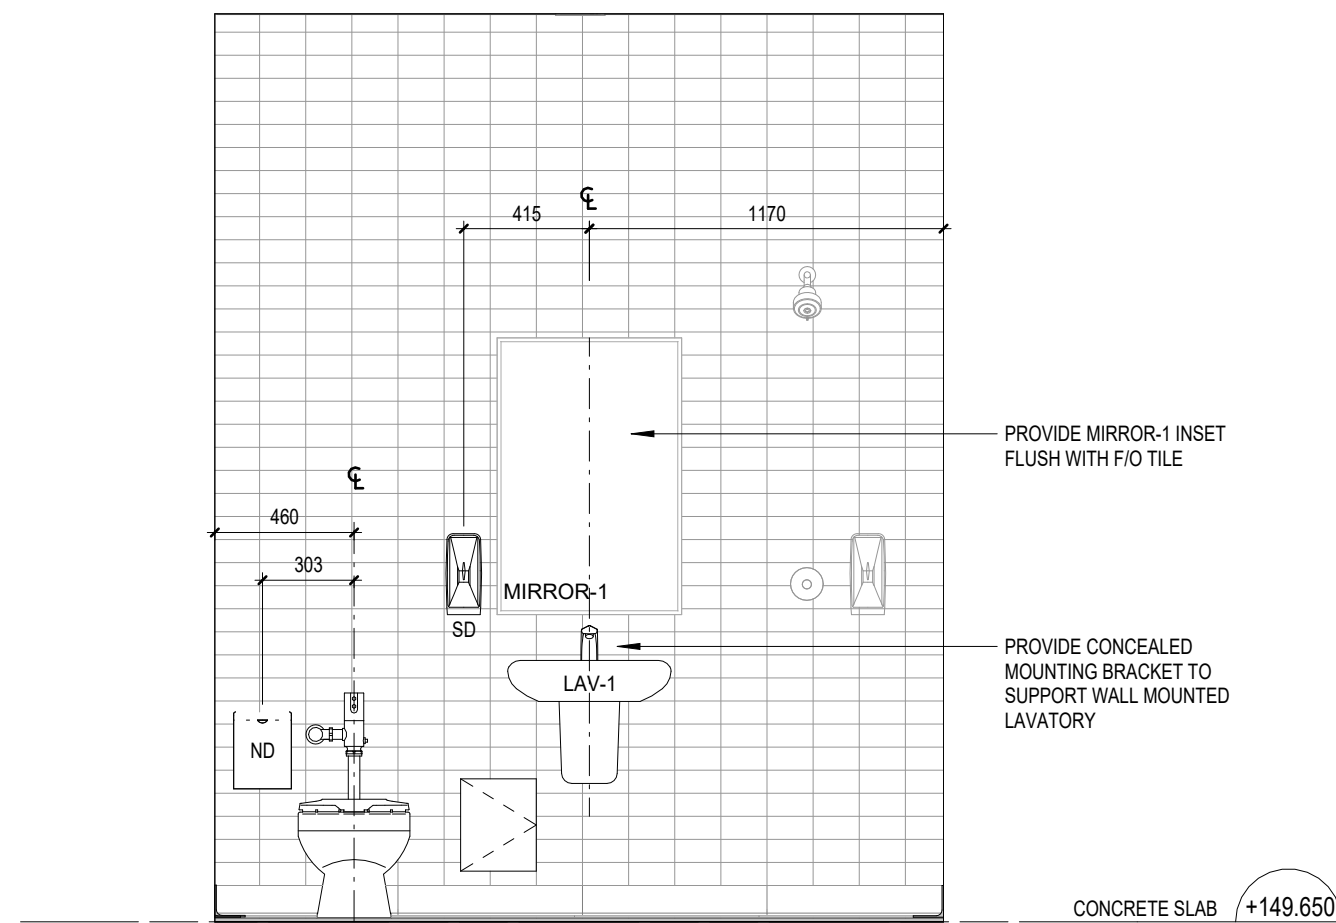 ℄
415
1170
PROVIDE MIRROR-1 INSET
FLUSH WITH F/O TILE
℄
460
303
MIRROR-1
SD
PROVIDE CONCEALED
MOUNTING BRACKET TO
SUPPORT WALL MOUNTED
LAVATORY
LAV-1
ND
CONCRETE SLAB
+149.650